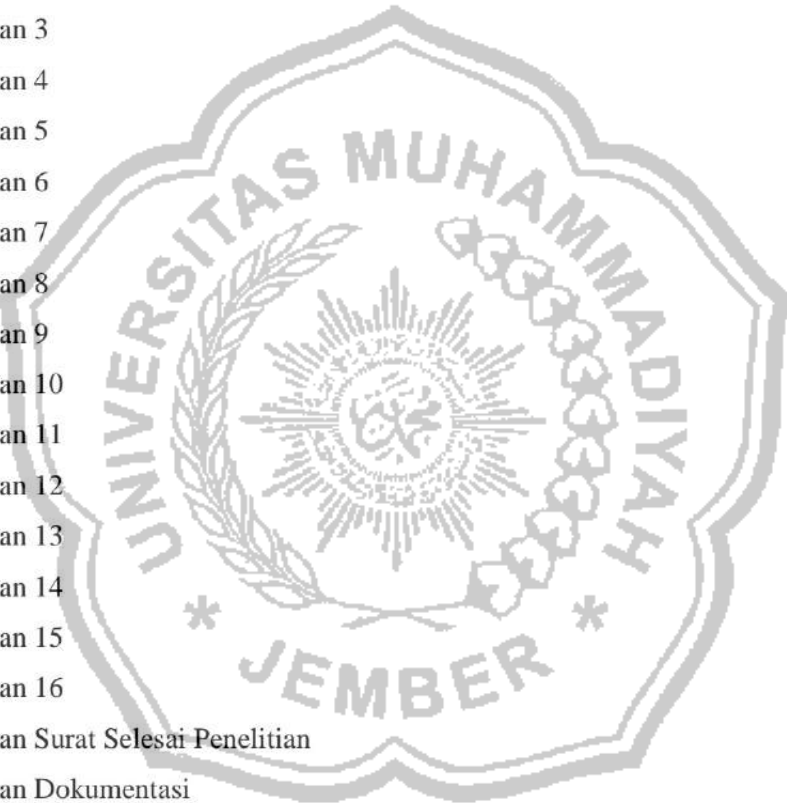 an 3
an 4
an 5
an 6
an 7
an 8
an 9
an 10
an 11
an 12
an 13
an 14
an 15
an 16
an Surat Selesai Penelitian
an Dokumentasi
UNIVERSITAS MUHAMMADIYAH
* JEMBER *